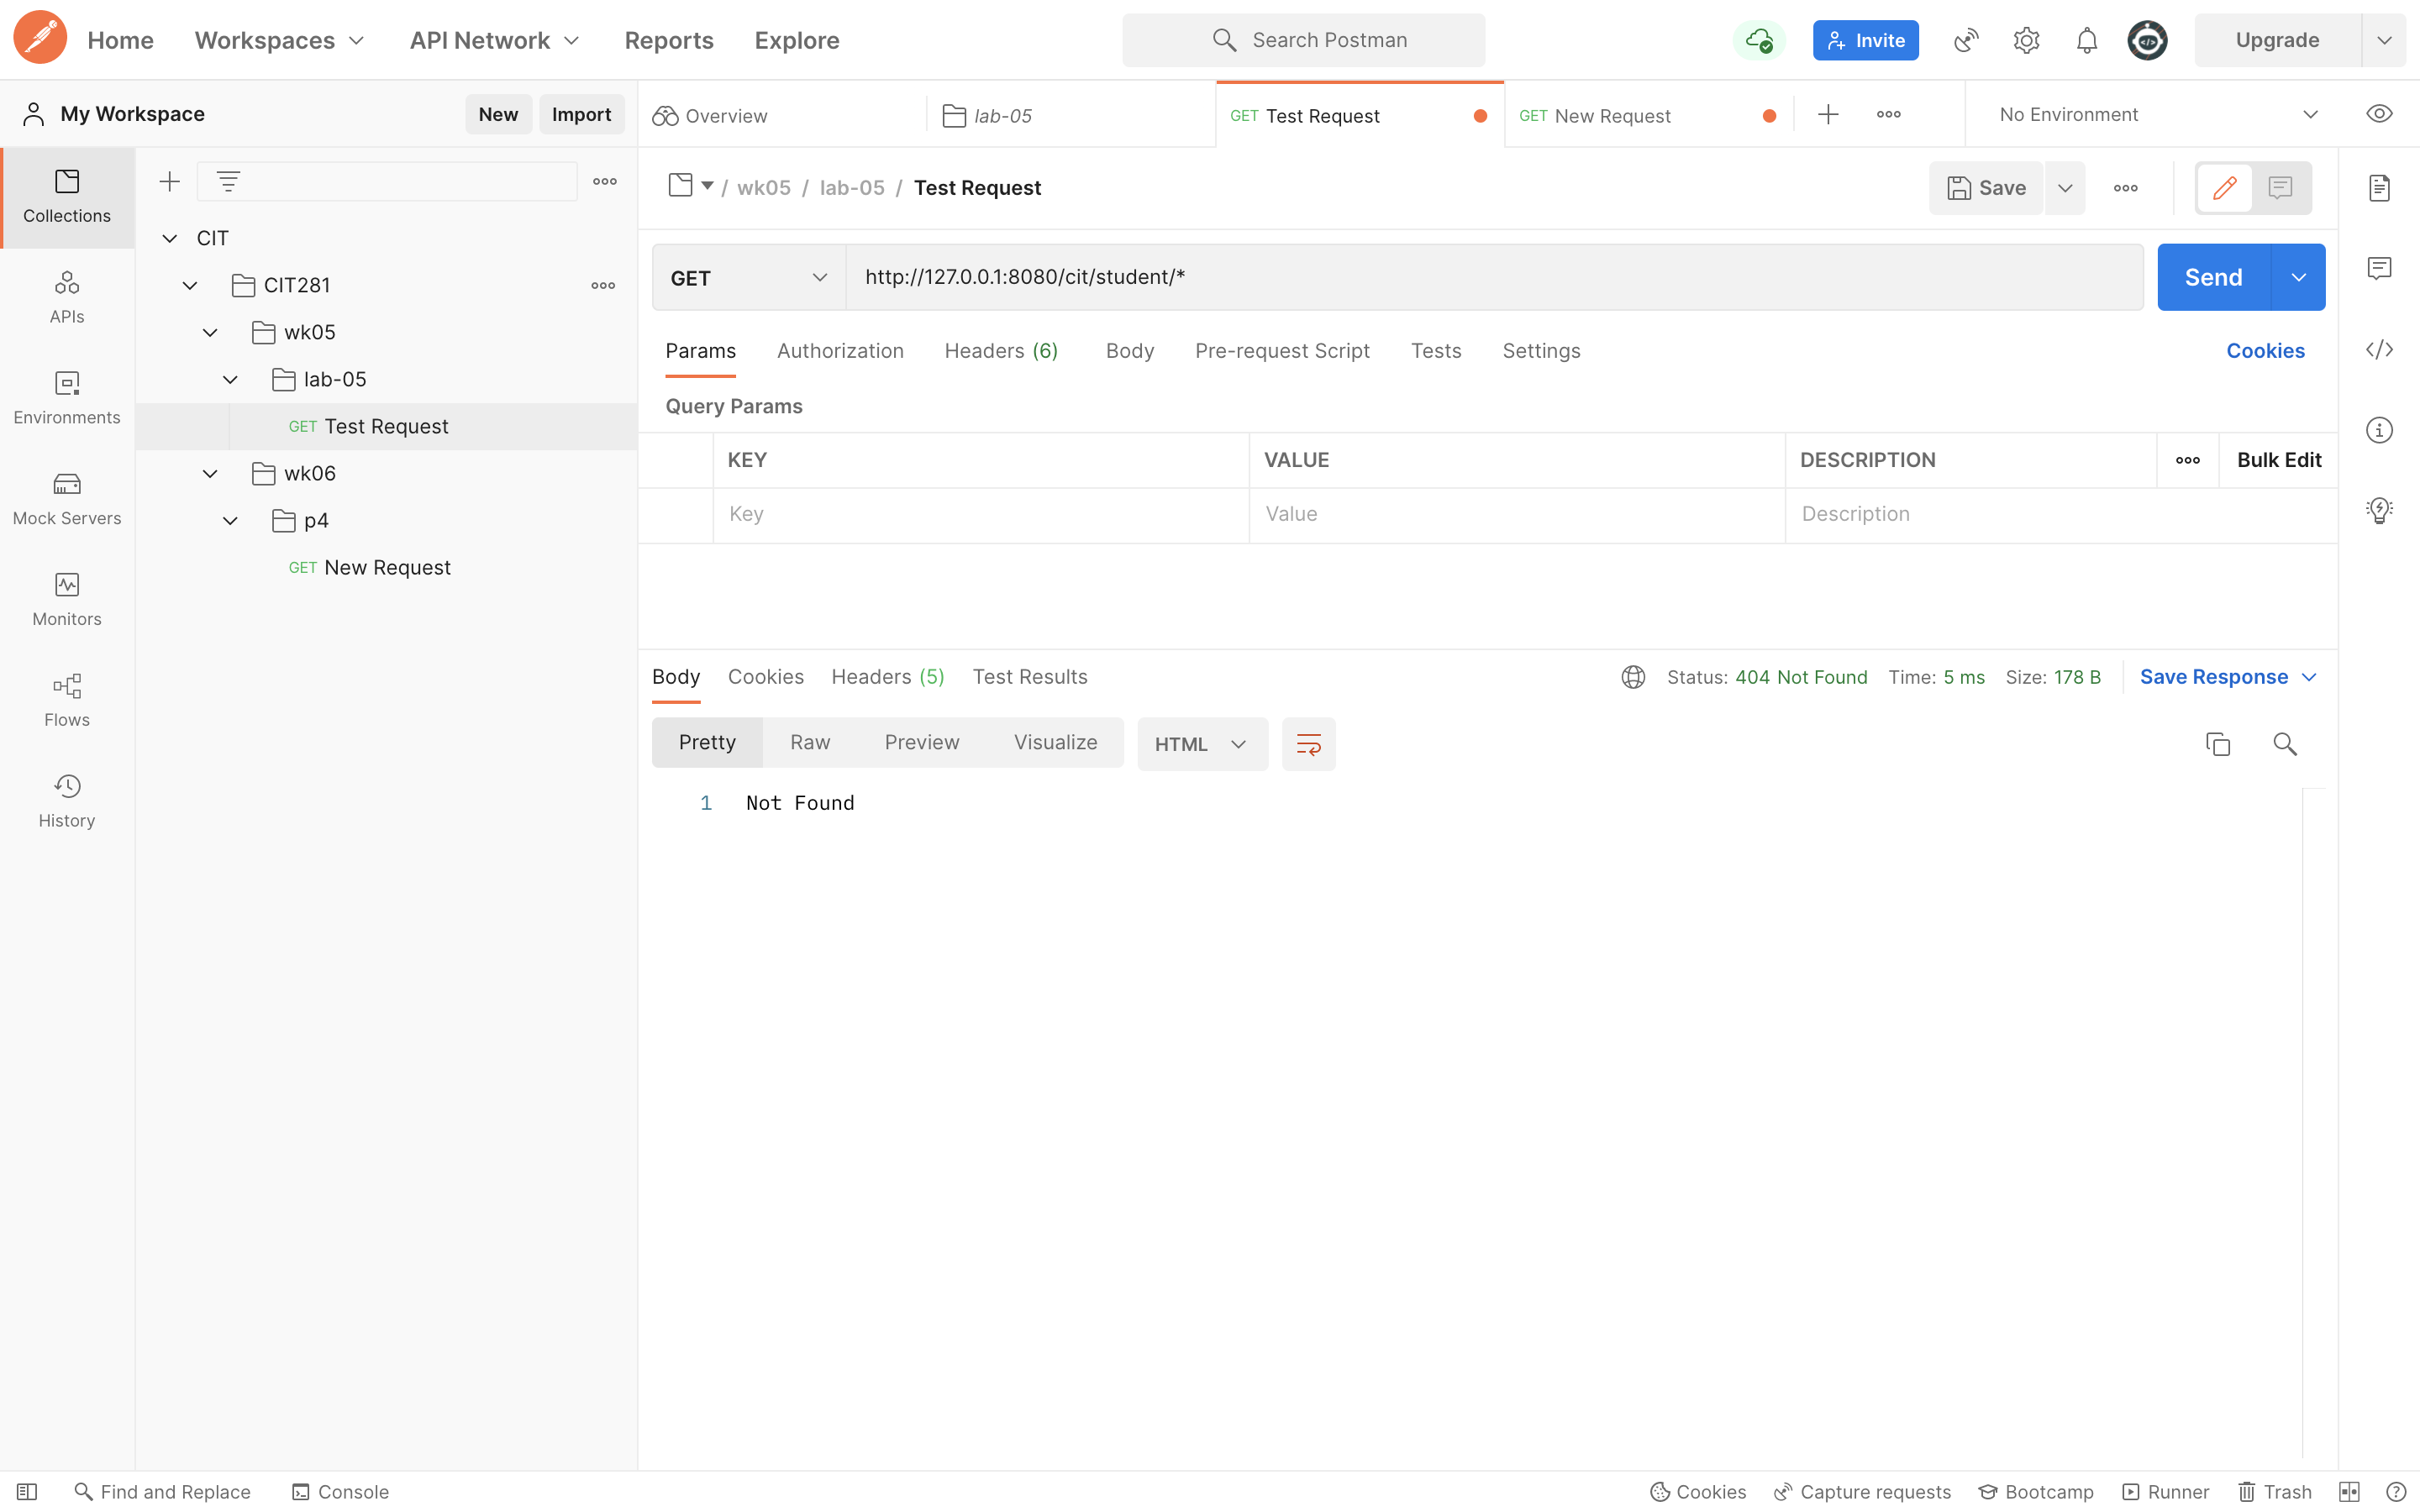 Home Workspaces API Network Reports Explore Search Postman Invite Upgrade
My Workspace New Import Overview lab-05 GET Test Request GET New Request No Environment
Collections
APIs
Environments
Mock Servers
Monitors
Flows
History
CIT
CIT281
wk05
lab-05
GET Test Request
wk06
p4
GET New Request
/ wk05 / lab-05 / Test Request Save
GET http://127.0.0.1:8080/cit/student/* Send
Params Authorization Headers (6) Body Pre-request Script Tests Settings Cookies
Query Params
KEY VALUE DESCRIPTION Bulk Edit
Key Value Description
Body Cookies Headers (5) Test Results Status: 404 Not Found Time: 5 ms Size: 178 B Save Response
Pretty Raw Preview Visualize HTML
1 Not Found
Find and Replace Console Cookies Capture requests Bootcamp Runner Trash